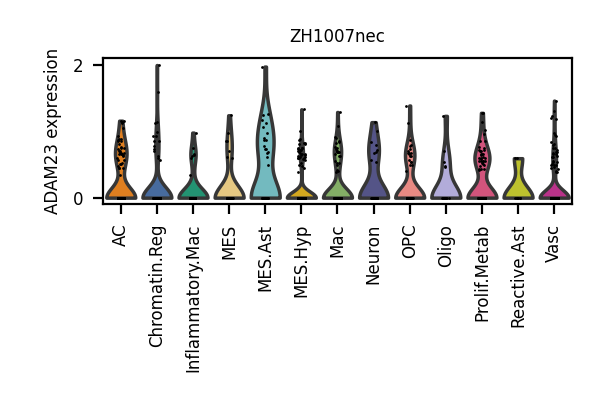 ZH1007nec
ADAM23 expression
2
0
AC
Chromatin.Reg
Inflammatory.Mac
MES
MES.Ast
MES.Hyp
Mac
Neuron
OPC
Oligo
Prolif.Metab
Reactive.Ast
Vasc